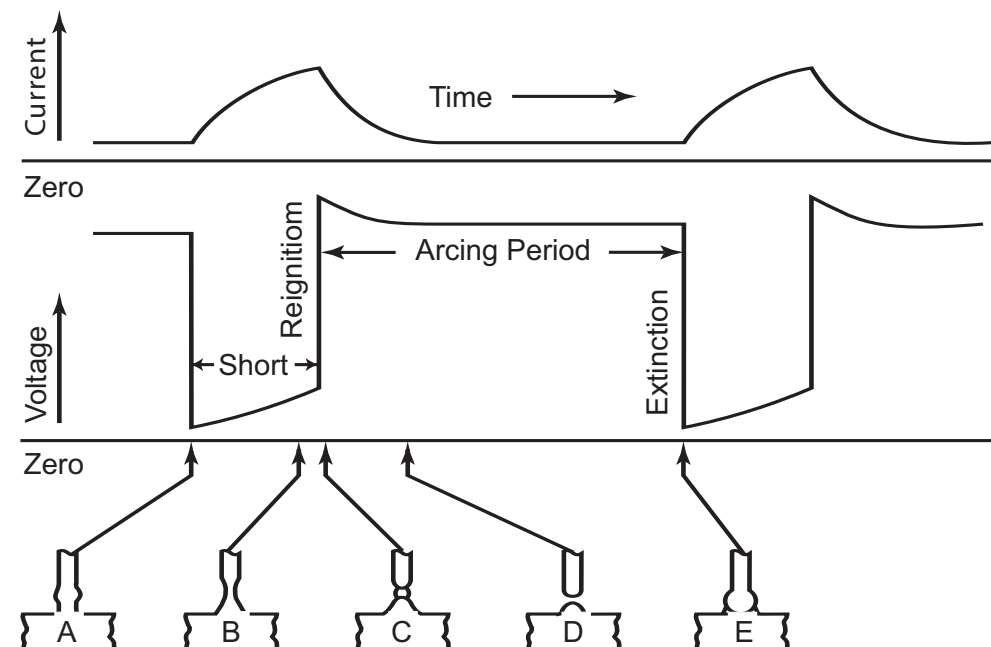 Current
Time
Zero
Reignitiom
Arcing Period
Extinction
Voltage
Short
Zero
A B C D E